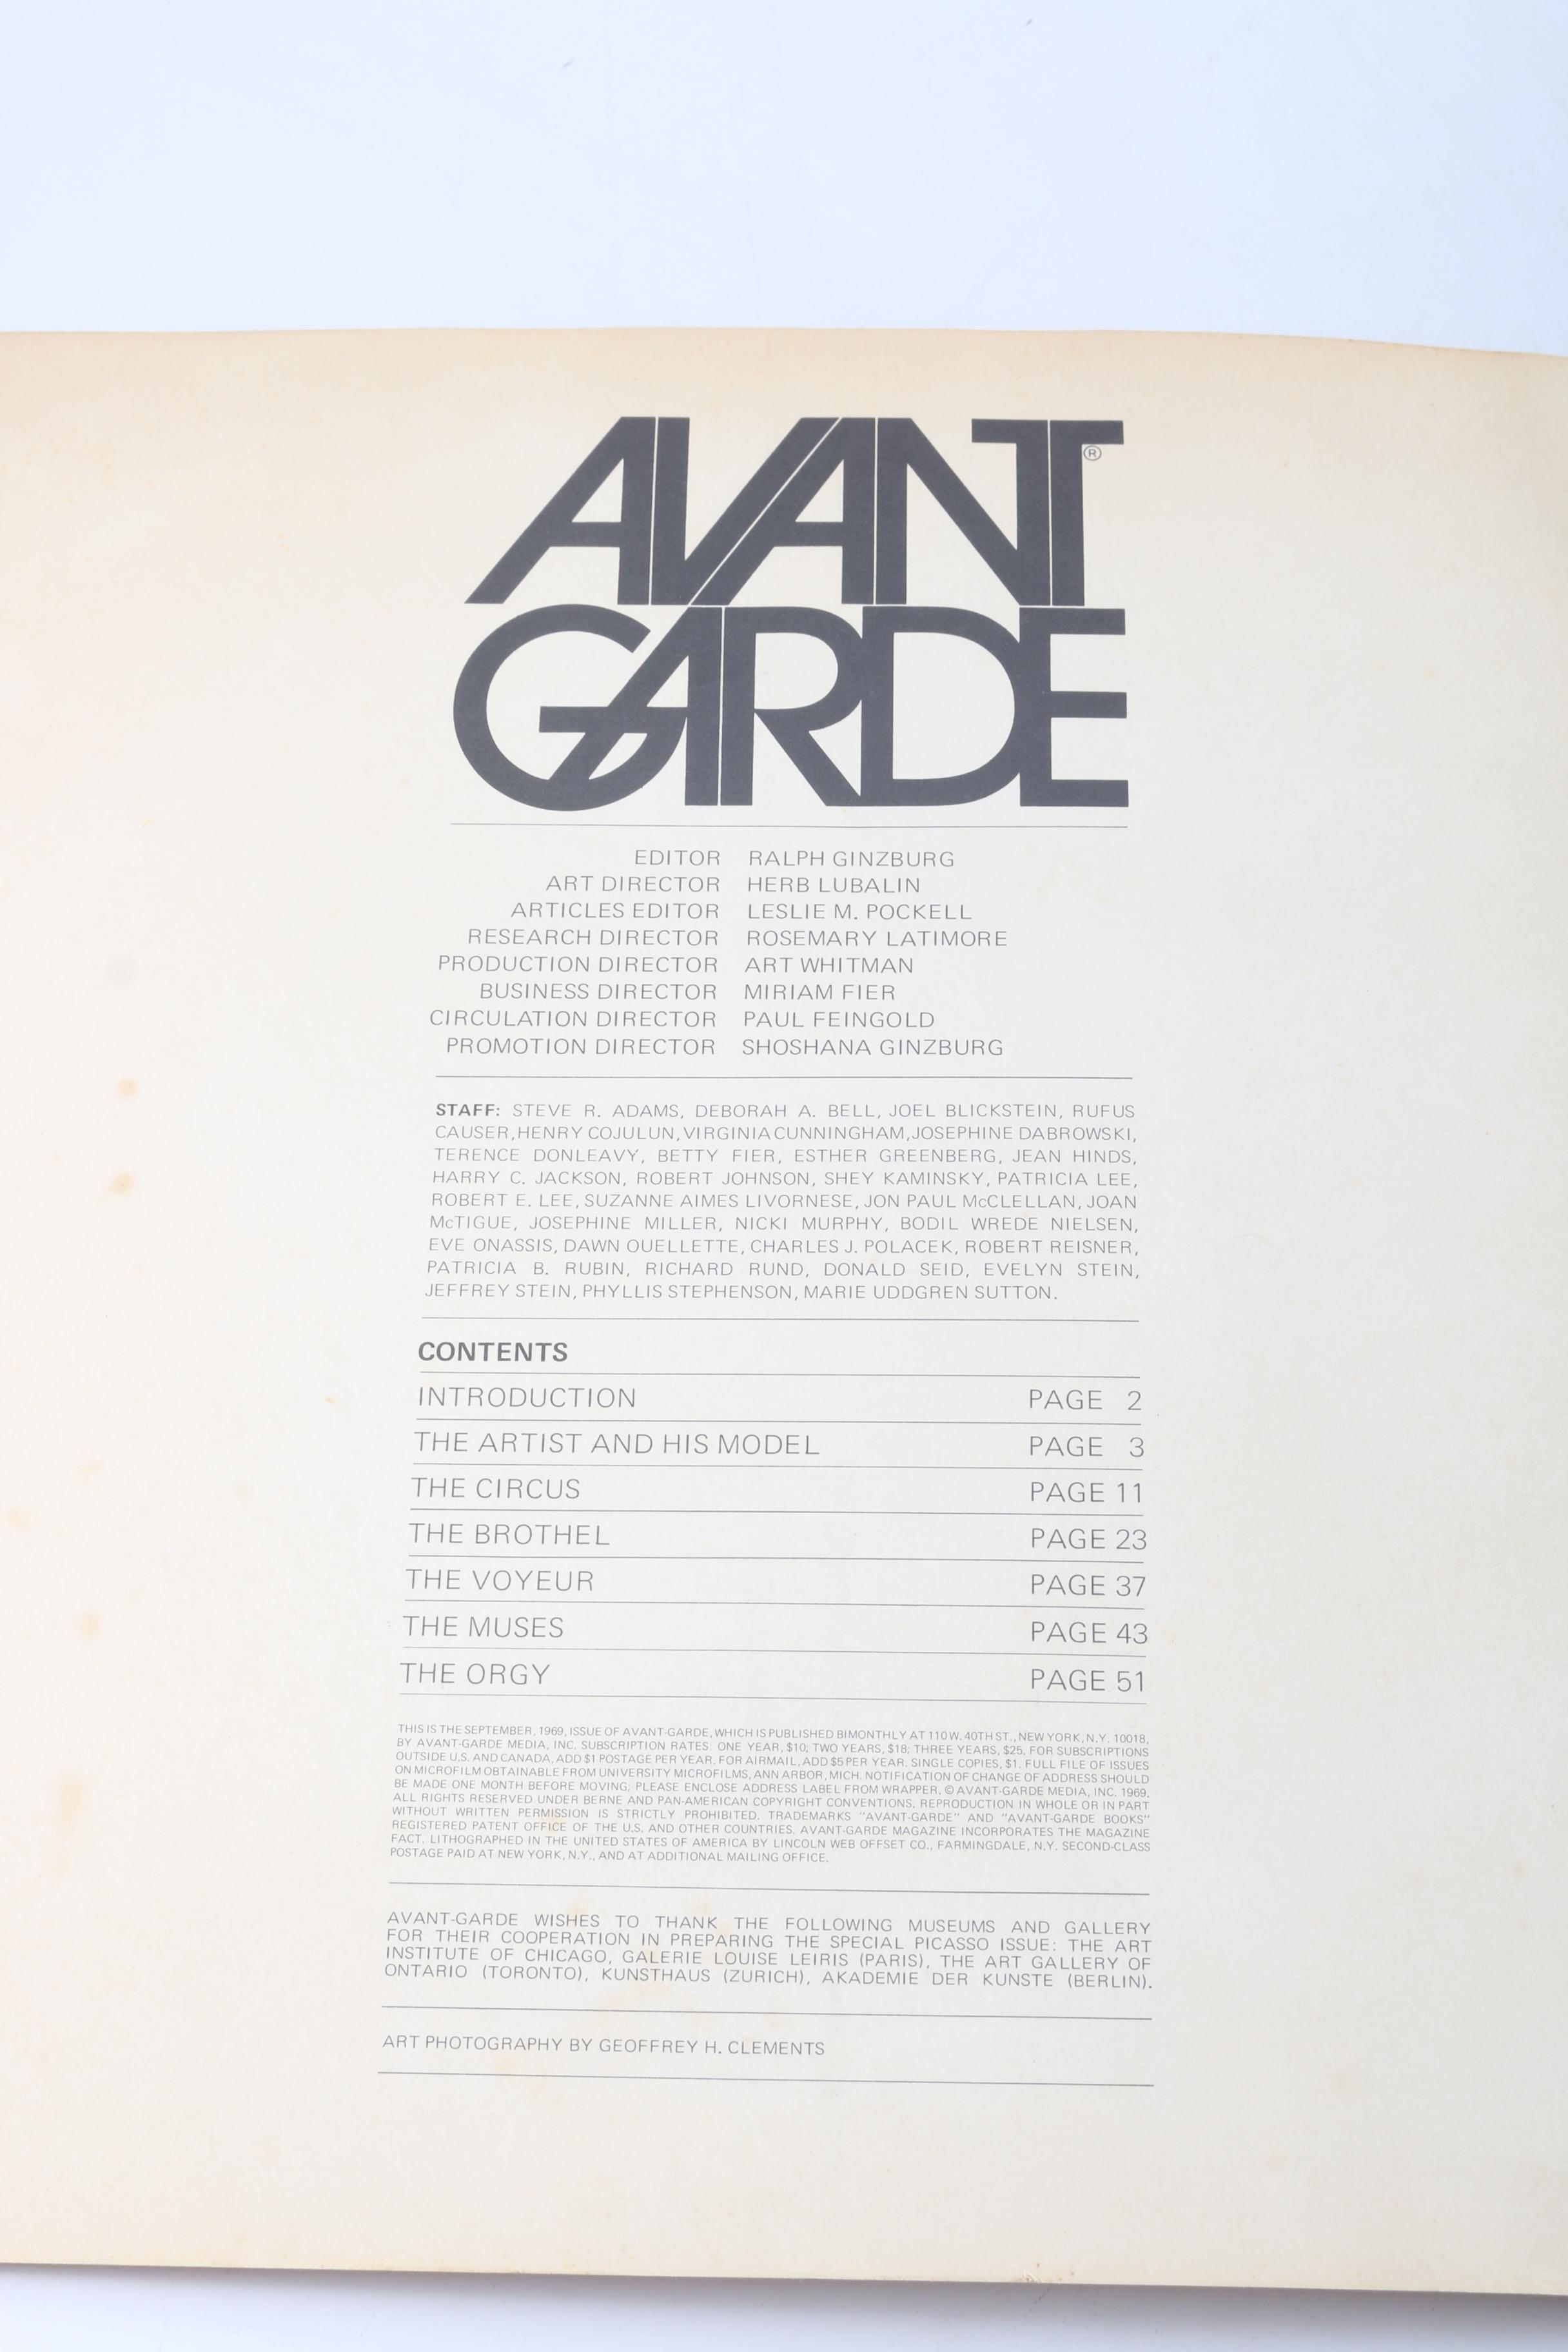 AVANT®
GARDE
EDITOR RALPH GINZBURG
ART DIRECTOR HERB LUBALIN
ARTICLES EDITOR LESLIE M. POCKELL
RESEARCH DIRECTOR ROSEMARY LATIMORE
PRODUCTION DIRECTOR ART WHITMAN
BUSINESS DIRECTOR MIRIAM FIER
CIRCULATION DIRECTOR PAUL FEINGOLD
PROMOTION DIRECTOR SHOSHANA GINZBURG
STAFF: STEVE R. ADAMS, DEBORAH A. BELL, JOEL BLICKSTEIN, RUFUS
CAUSER, HENRY COJULUN, VIRGINIA CUNNINGHAM, JOSEPHINE DABROWSKI,
TERENCE DONLEAVY, BETTY FIER, ESTHER GREENBERG, JEAN HINDS,
HARRY C. JACKSON, ROBERT JOHNSON, SHEY KAMINSKY, PATRICIA LEE,
ROBERT E. LEE, SUZANNE AIMES LIVORNESE, JON PAUL McCLELLAN, JOAN
McTIGUE, JOSEPHINE MILLER, NICKI MURPHY, BODIL WREDE NIELSEN,
EVE ONASSIS, DAWN OUELLETTE, CHARLES J. POLACEK, ROBERT REISNER,
PATRICIA B. RUBIN, RICHARD RUND, DONALD SEID, EVELYN STEIN,
JEFFREY STEIN, PHYLLIS STEPHENSON, MARIE UDDGREN SUTTON.
CONTENTS
INTRODUCTION PAGE 2
THE ARTIST AND HIS MODEL PAGE 3
THE CIRCUS PAGE 11
THE BROTHEL PAGE 23
THE VOYEUR PAGE 37
THE MUSES PAGE 43
THE ORGY PAGE 51
THIS IS THE SEPTEMBER, 1969, ISSUE OF AVANT-GARDE, WHICH IS PUBLISHED BIMONTHLY AT 110 W. 40TH ST., NEW YORK, N.Y. 10018,
BY AVANT-GARDE MEDIA, INC. SUBSCRIPTION RATES: ONE YEAR, $10; TWO YEARS, $18; THREE YEARS, $25. FOR SUBSCRIPTIONS
OUTSIDE U.S. AND CANADA, ADD $1 POSTAGE PER YEAR. FOR AIRMAIL, ADD $5 PER YEAR. SINGLE COPIES, $1. FULL FILE OF ISSUES
ON MICROFILM OBTAINABLE FROM UNIVERSITY MICROFILMS, ANN ARBOR, MICH. NOTIFICATION OF CHANGE OF ADDRESS SHOULD
BE MADE ONE MONTH BEFORE MOVING; PLEASE ENCLOSE ADDRESS LABEL FROM WRAPPER. © AVANT-GARDE MEDIA, INC. 1969,
ALL RIGHTS RESERVED UNDER BERNE AND PAN-AMERICAN COPYRIGHT CONVENTIONS. REPRODUCTION IN WHOLE OR IN PART
WITHOUT WRITTEN PERMISSION IS STRICTLY PROHIBITED. TRADEMARKS "AVANT-GARDE" AND "AVANT-GARDE BOOKS"
REGISTERED PATENT OFFICE OF THE U.S. AND OTHER COUNTRIES. AVANT-GARDE MAGAZINE INCORPORATES THE MAGAZINE
FACT. LITHOGRAPHED IN THE UNITED STATES OF AMERICA BY LINCOLN WEB OFFSET CO., FARMINGDALE, N.Y. SECOND-CLASS
POSTAGE PAID AT NEW YORK, N.Y., AND AT ADDITIONAL MAILING OFFICE.
AVANT-GARDE WISHES TO THANK THE FOLLOWING MUSEUMS AND GALLERY
FOR THEIR COOPERATION IN PREPARING THE SPECIAL PICASSO ISSUE: THE ART
INSTITUTE OF CHICAGO, GALERIE LOUISE LEIRIS (PARIS), THE ART GALLERY OF
ONTARIO (TORONTO), KUNSTHAUS (ZURICH), AKADEMIE DER KUNSTE (BERLIN).
ART PHOTOGRAPHY BY GEOFFREY H. CLEMENTS